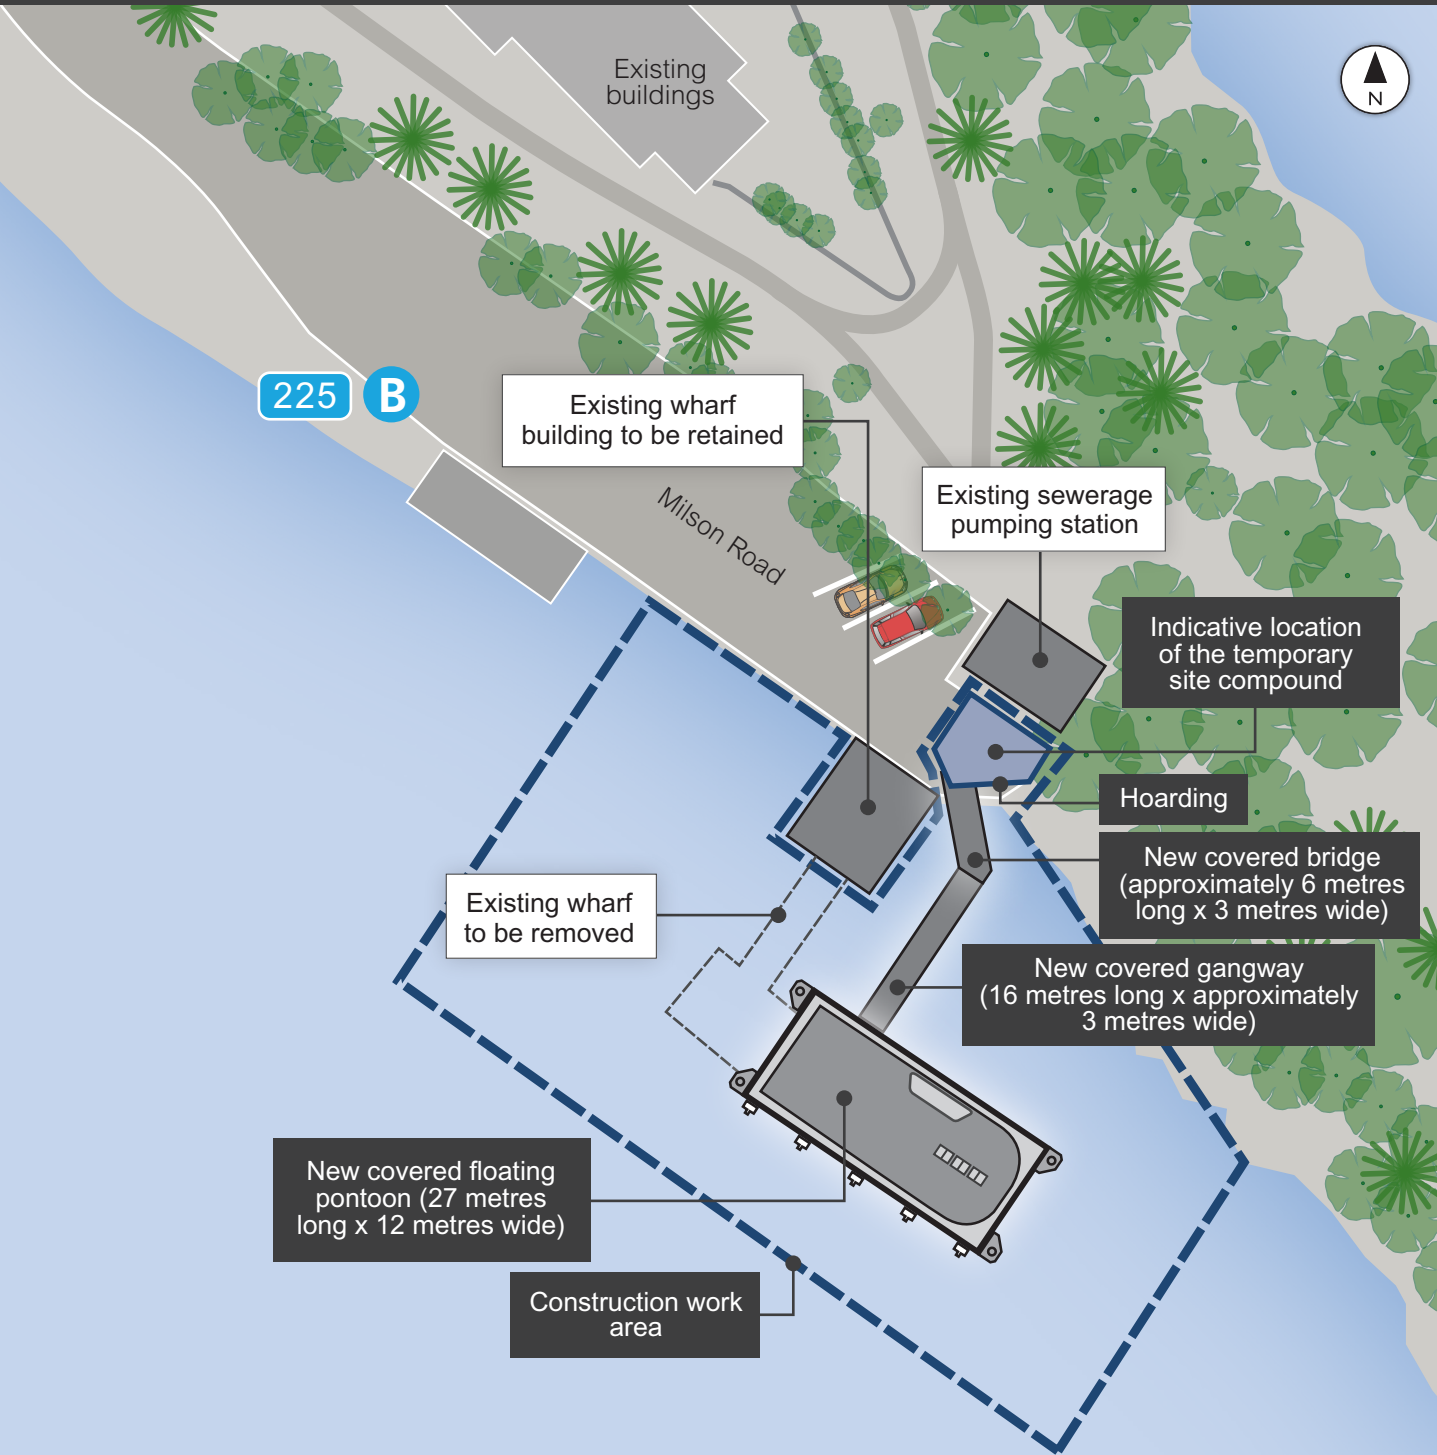 Existing
buildings
N
225
B
Existing wharf
building to be retained
Milson Road
Existing sewerage
pumping station
Indicative location
of the temporary
site compound
Hoarding
New covered bridge
(approximately 6 metres
long x 3 metres wide)
Existing wharf
to be removed
New covered gangway
(16 metres long x approximately
3 metres wide)
New covered floating
pontoon (27 metres
long x 12 metres wide)
Construction work
area